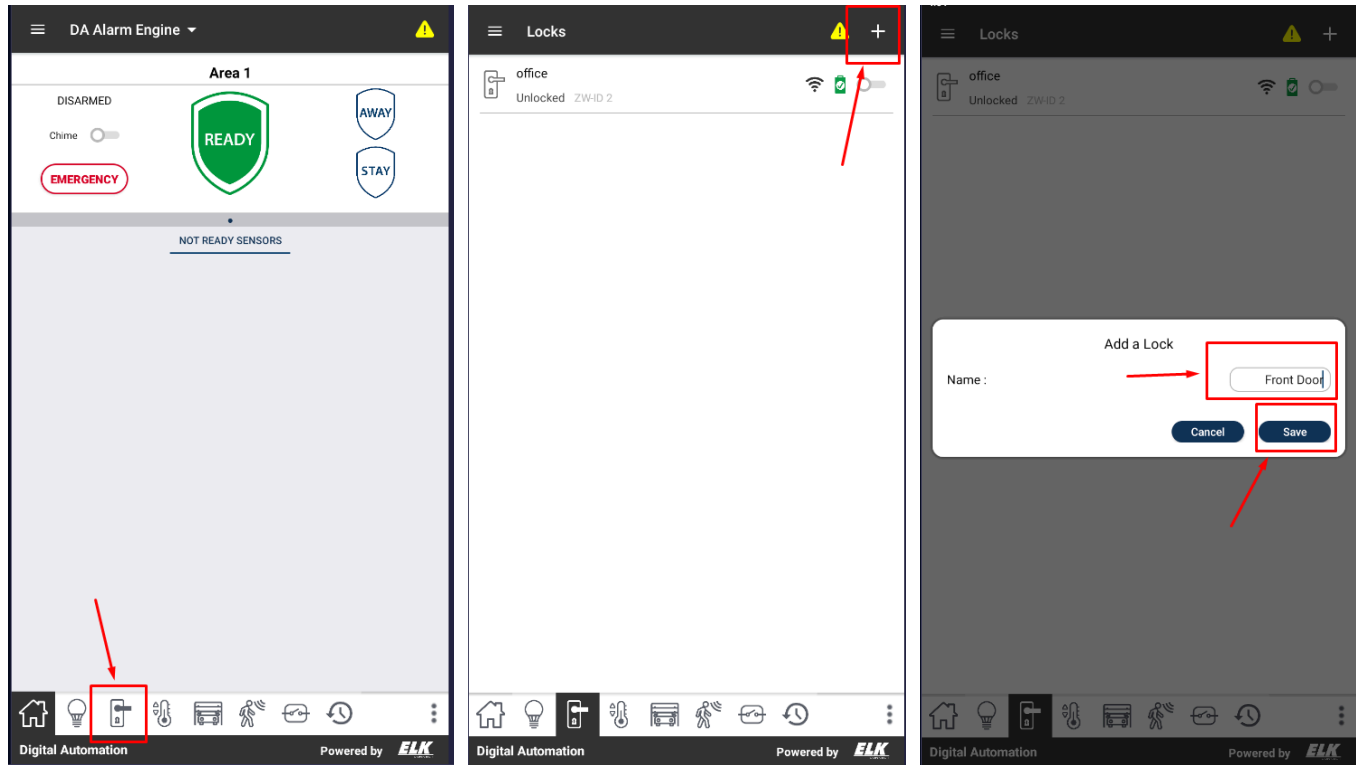 DA Alarm Engine
Area 1
DISARMED
Chime
EMERGENCY
READY
AWAY
STAY
NOT READY SENSORS
Digital Automation
Powered by ELK
Locks
office
Unlocked ZW-ID 2
Digital Automation
Powered by ELK
Locks
office
Unlocked ZW-ID 2
Add a Lock
Name :
Front Door
Cancel
Save
Digital Automation
Powered by ELK